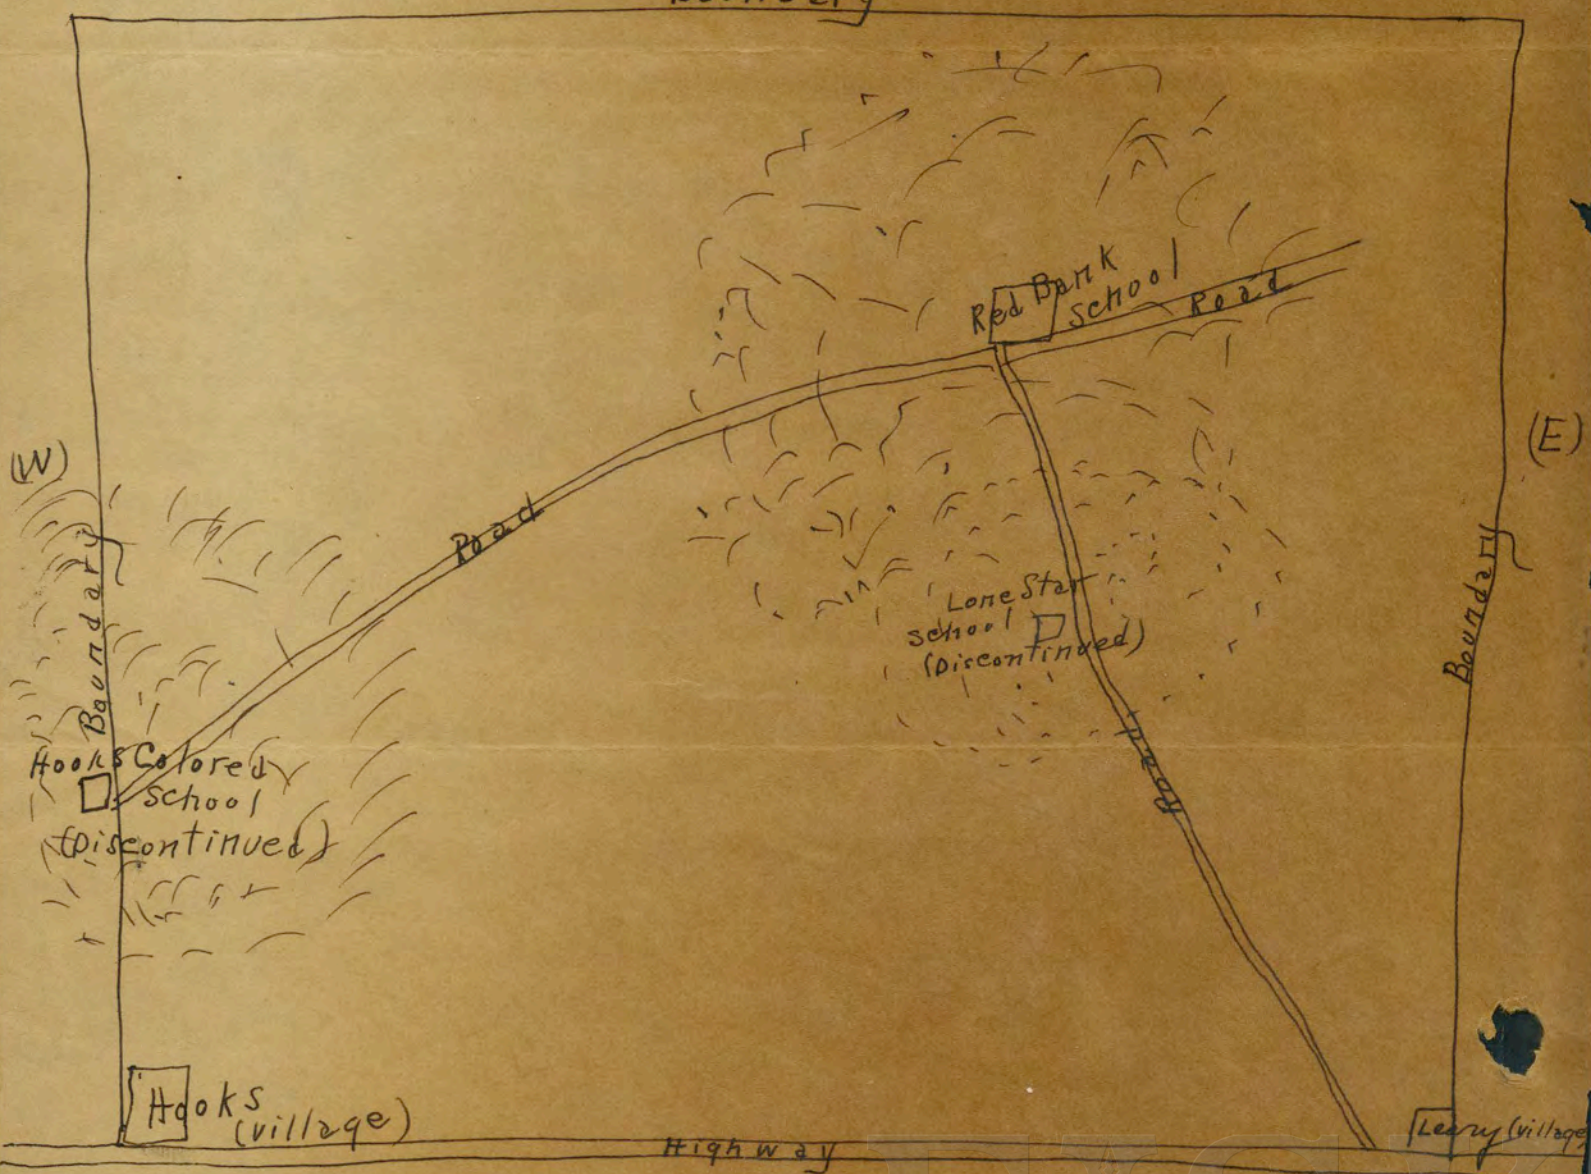 Boundary
Red Bank
School
Road
(W)
(E)
Road
Boundary
Boundary
Lone Star
School
(Discontinued)
Road
Hooks Colored
School
(Discontinued)
Hooks
(village)
Highway
Leary (village